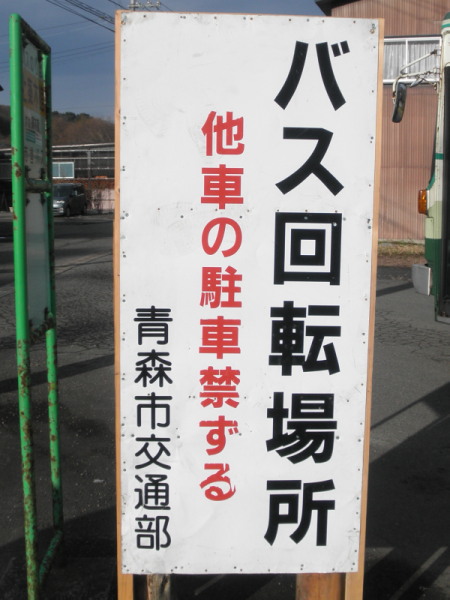 バス回転場所
他車の駐車禁ずる
青森市交通部